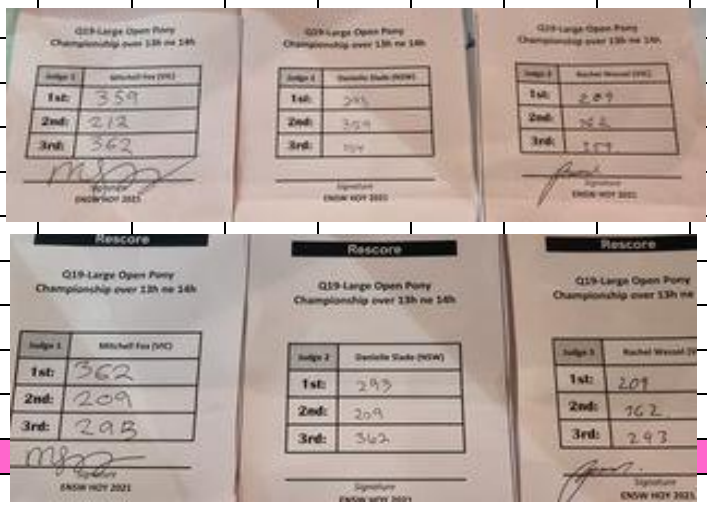 Q19-Large Open Pony
Championship over 13h ne 14h
Judge 1 Mitchell Fox (VIC)
1st: 359
2nd: 212
3rd: 362
Signature
ENSW HOY 2021
Q19-Large Open Pony
Championship over 13h ne 14h
Judge 2 Danielle Slade (NSW)
1st: 293
2nd: 359
3rd:
Signature
ENSW HOY 2021
Q19-Large Open Pony
Championship over 13h ne 14h
Judge 3 Rachel Wessel (VIC)
1st: 209
2nd: 362
3rd: 359
Signature
ENSW HOY 2021
Rescore
Q19-Large Open Pony
Championship over 13h ne 14h
Judge 1 Mitchell Fox (VIC)
1st: 362
2nd: 209
3rd: 293
Signature
ENSW HOY 2021
Rescore
Q19-Large Open Pony
Championship over 13h ne 14h
Judge 2 Danielle Slade (NSW)
1st: 293
2nd: 209
3rd: 362
Signature
ENSW HOY 2021
Rescore
Q19-Large Open Pony
Championship over 13h ne
Judge 3 Rachel Wessel
1st: 209
2nd: 362
3rd: 293
Signature
ENSW HOY 2021